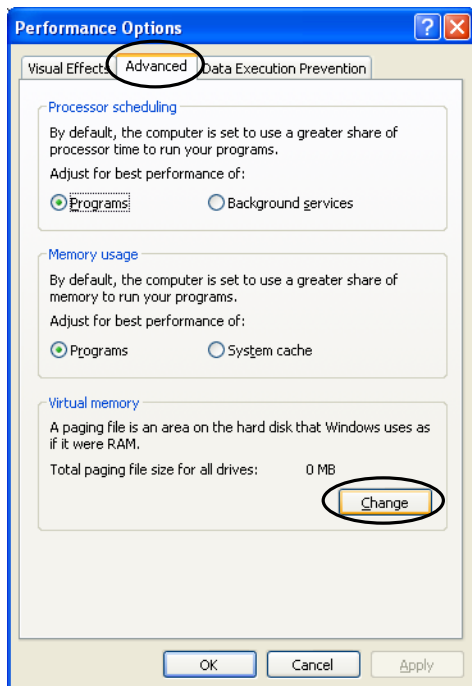 Performance Options
Visual Effects Advanced Data Execution Prevention
Processor scheduling
By default, the computer is set to use a greater share of
processor time to run your programs.
Adjust for best performance of:
Programs Background services
Memory usage
By default, the computer is set to use a greater share of
memory to run your programs.
Adjust for best performance of:
Programs System cache
Virtual memory
A paging file is an area on the hard disk that Windows uses as
if it were RAM.
Total paging file size for all drives: 0 MB
Change
OK Cancel Apply